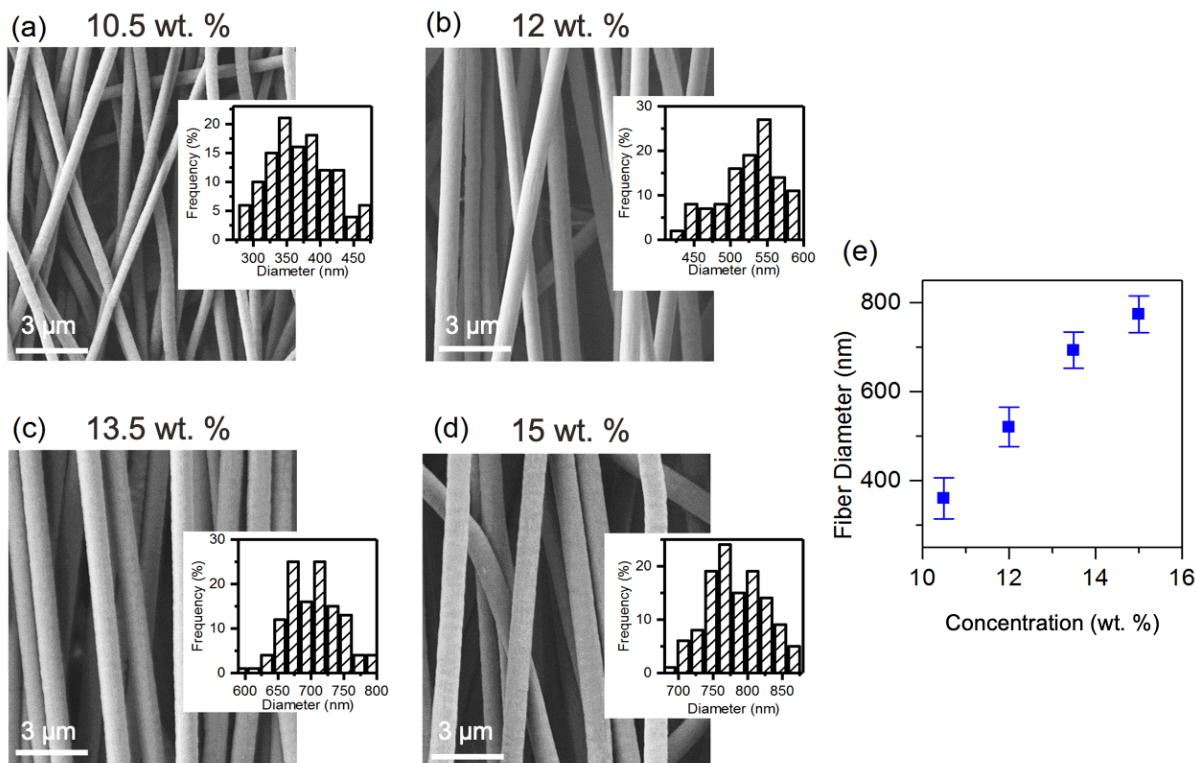 (a) 10.5 wt. %
Frequency (%)
20
15
10
5
0
300 350 400 450
Diameter (nm)
3 µm
(b) 12 wt. %
Frequency (%)
30
20
10
0
450 500 550 600
Diameter (nm)
3 µm
(c) 13.5 wt. %
Frequency (%)
30
20
10
0
600 650 700 750 800
Diameter (nm)
3 µm
(d) 15 wt. %
Frequency (%)
20
10
0
700 750 800 850
Diameter (nm)
3 µm
(e)
Fiber Diameter (nm)
800
600
400
10 12 14 16
Concentration (wt. %)